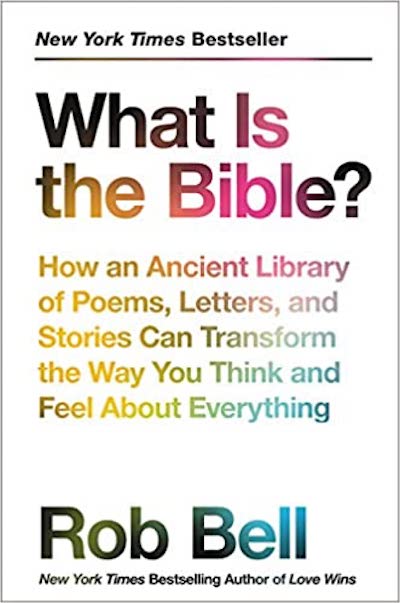 New York Times Bestseller
What Is
the Bible?
How an Ancient Library
of Poems, Letters, and
Stories Can Transform
the Way You Think and
Feel About Everything
Rob Bell
New York Times Bestselling Author of Love Wins